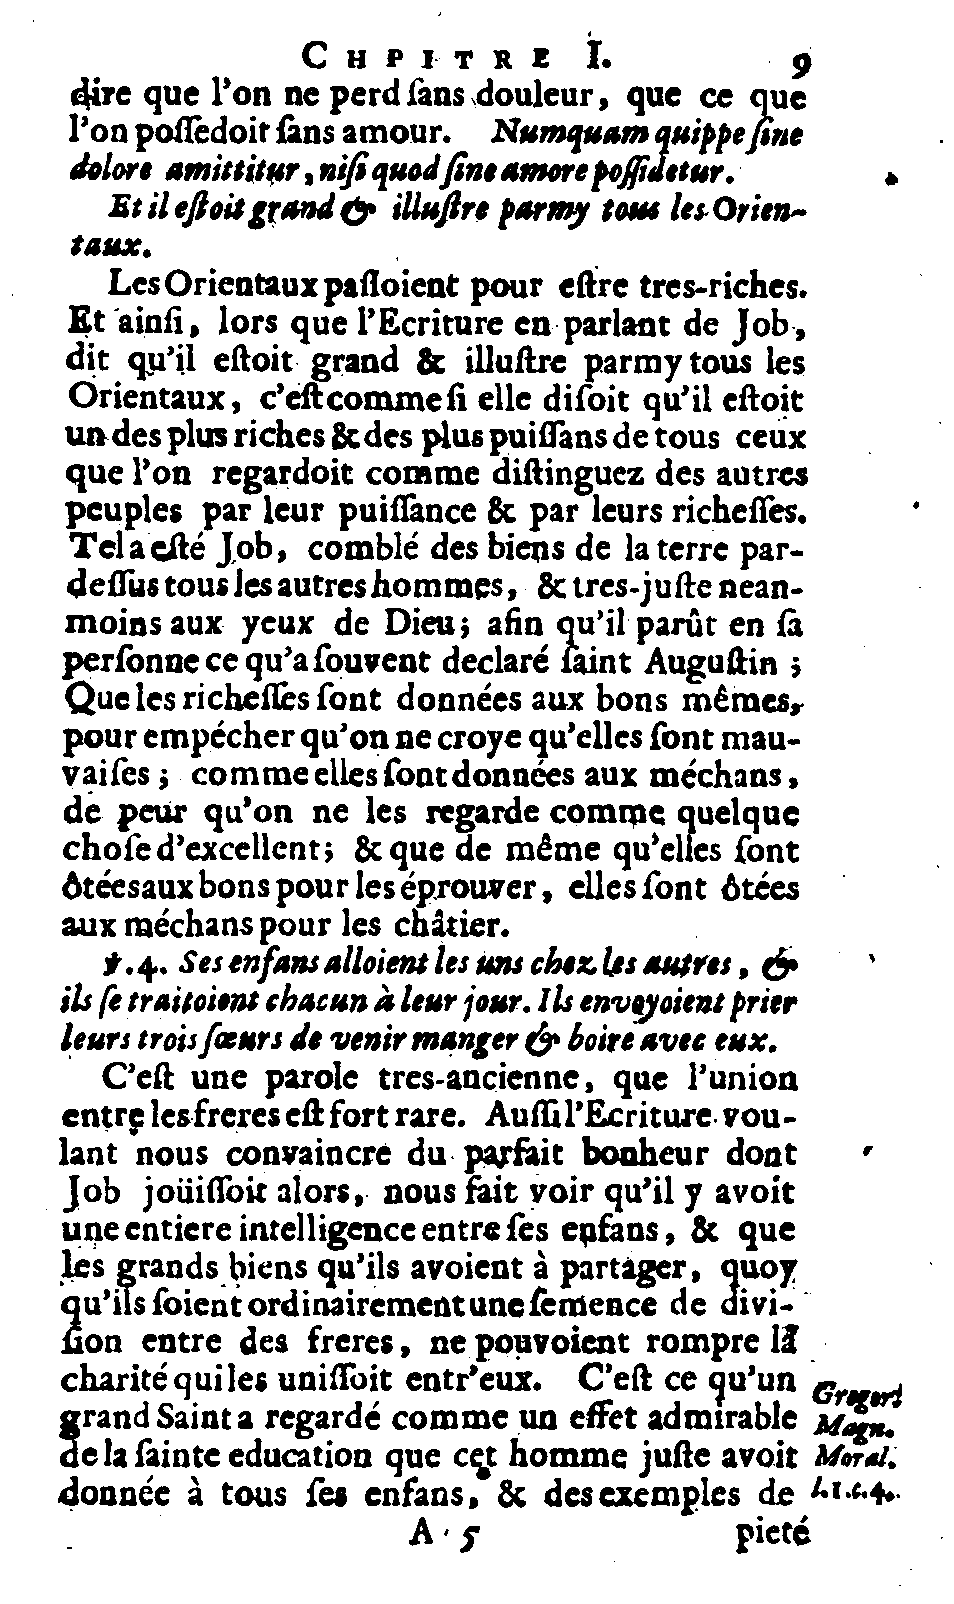 CHPITRE I. 9
dire que l'on ne perd ſans douleur, que ce que
l'on poſſedoit ſans amour. Numquam quippe ſine
dolore amittitur, niſi quod ſine amore poſſidetur.
Et il eſtoit grand & illuſtre parmy tous les Orien-
taux.
Les Orientaux paſſoient pour eſtre tres-riches.
Et ainſi, lors que l'Ecriture en parlant de Job,
dit qu'il eſtoit grand & illuſtre parmy tous les
Orientaux, c'eſt comme ſi elle diſoit qu'il eſtoit
un des plus riches & des plus puiſſans de tous ceux
que l'on regardoit comme diſtinguez des autres
peuples par leur puiſſance & par leurs richeſſes.
Tel a eſté Job, comblé des biens de la terre par-
deſſus tous les autres hommes, & tres-juſte nean-
moins aux yeux de Dieu; afin qu'il parût en ſa
perſonne ce qu'a ſouvent declaré ſaint Auguſtin;
Que les richeſſes ſont données aux bons mêmes,
pour empécher qu'on ne croye qu'elles ſont mau-
vaiſes; comme elles ſont données aux méchans,
de peur qu'on ne les regarde comme quelque
choſe d'excellent; & que de même qu'elles ſont
ôtées aux bons pour les éprouver, elles ſont ôtées
aux méchans pour les châtier.
℣.4. Ses enfans alloient les uns chez les autres, &
ils ſe traitoient chacun à leur jour. Ils envoyoient prier
leurs trois ſœurs de venir manger & boire avec eux.
C'eſt une parole tres-ancienne, que l'union
entre les freres eſt fort rare. Auſſi l'Ecriture vou-
lant nous convaincre du parfait bonheur dont
Job joüiſſoit alors, nous fait voir qu'il y avoit
une entiere intelligence entre ſes enfans, & que
les grands biens qu'ils avoient à partager, quoy
qu'ils ſoient ordinairement une ſemence de divi-
ſion entre des freres, ne pouvoient rompre la
charité qui les uniſſoit entr'eux. C'eſt ce qu'un
grand Saint a regardé comme un effet admirable
de la ſainte education que cet homme juſte avoit
donnée à tous ſes enfans, & des exemples de
Gregori
Magn.
Moral.
l.1.c.4.
A 5 pieté